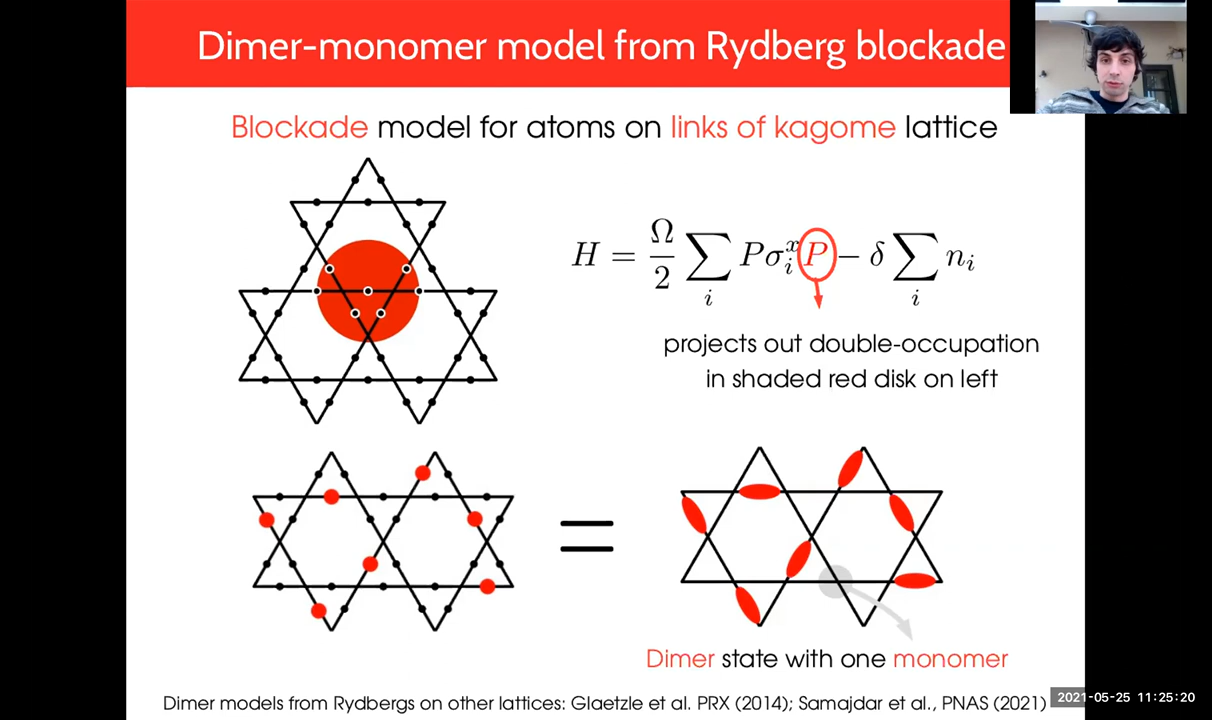 Dimer-monomer model from Rydberg blockade
Blockade model for atoms on links of kagome lattice
H = Ω/2 ∑_i Pσ_i^x P − δ ∑_i n_i
projects out double-occupation
in shaded red disk on left
=
Dimer state with one monomer
Dimer models from Rydbergs on other lattices: Glaetzle et al. PRX (2014); Samajdar et al., PNAS (2021)
2021-05-25 11:25:20